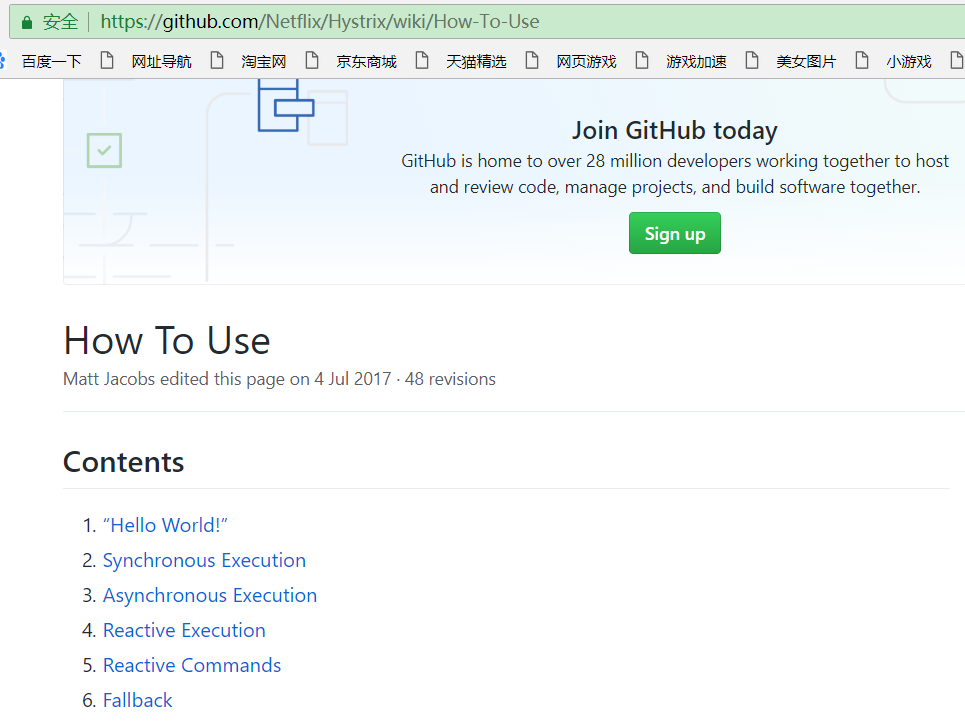 安全 https://github.com/Netflix/Hystrix/wiki/How-To-Use
百度一下 网址导航 淘宝网 京东商城 天猫精选 网页游戏 游戏加速 美女图片 小游戏
Join GitHub today
GitHub is home to over 28 million developers working together to host
and review code, manage projects, and build software together.
Sign up
How To Use
Matt Jacobs edited this page on 4 Jul 2017 · 48 revisions
Contents
1. “Hello World!”
2. Synchronous Execution
3. Asynchronous Execution
4. Reactive Execution
5. Reactive Commands
6. Fallback